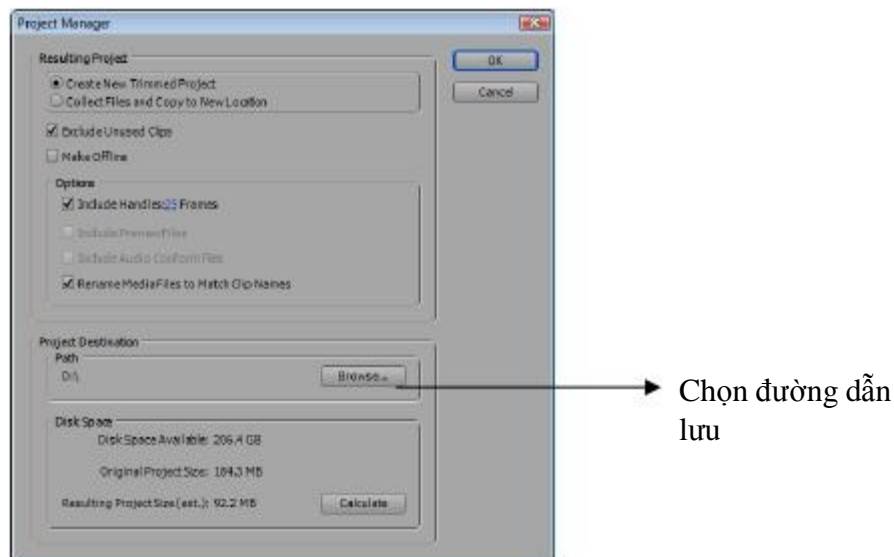 Project Manager
Resulting Project
Create New Trimmed Project
Collect Files and Copy to New Location
Exclude Unused Clips
Make Offline
Options
Include Handles: 25 Frames
Include Preview Files
Include Audio Conform Files
Rename Media Files to Match Clip Names
OK
Cancel
Project Destination
Path
D:\
Browse...
Chọn đường dẫn
lưu
Disk Space
Disk Space Available: 206.4 GB
Original Project Size: 184.3 MB
Resulting Project Size (est.): 92.2 MB
Calculate